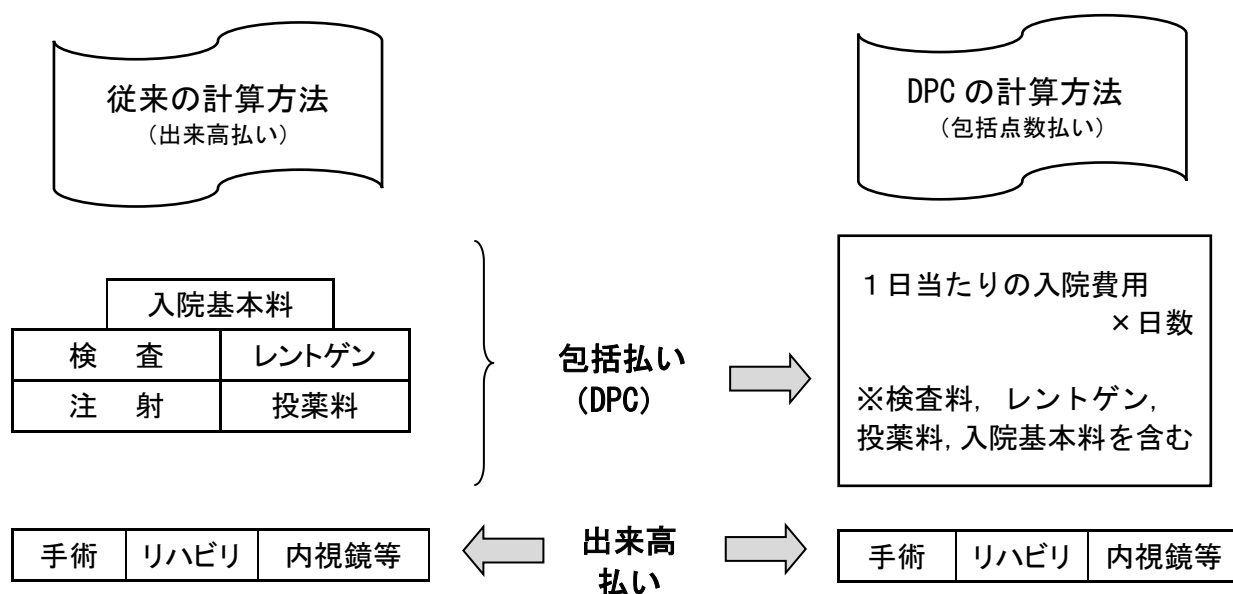 従来の計算方法
（出来高払い）
DPC の計算方法
（包括点数払い）
入院基本料
検　査
レントゲン
注　射
投薬料
包括払い
（DPC）
１日当たりの入院費用
×日数
※検査料，レントゲン，
投薬料，入院基本料を含む
手術
リハビリ
内視鏡等
出来高
払い
手術
リハビリ
内視鏡等